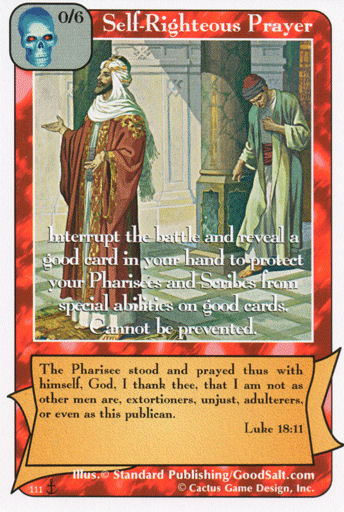 0/6
Self-Righteous Prayer
Interrupt the battle and reveal a
good card in your hand to protect
your Pharisees and Scribes from
special abilities on good cards.
Cannot be prevented.
The Pharisee stood and prayed thus with
himself, God, I thank thee, that I am not as
other men are, extortioners, unjust, adulterers,
or even as this publican.
Luke 18:11
Illus.© Standard Publishing/GoodSalt.com
111
© Cactus Game Design, Inc.